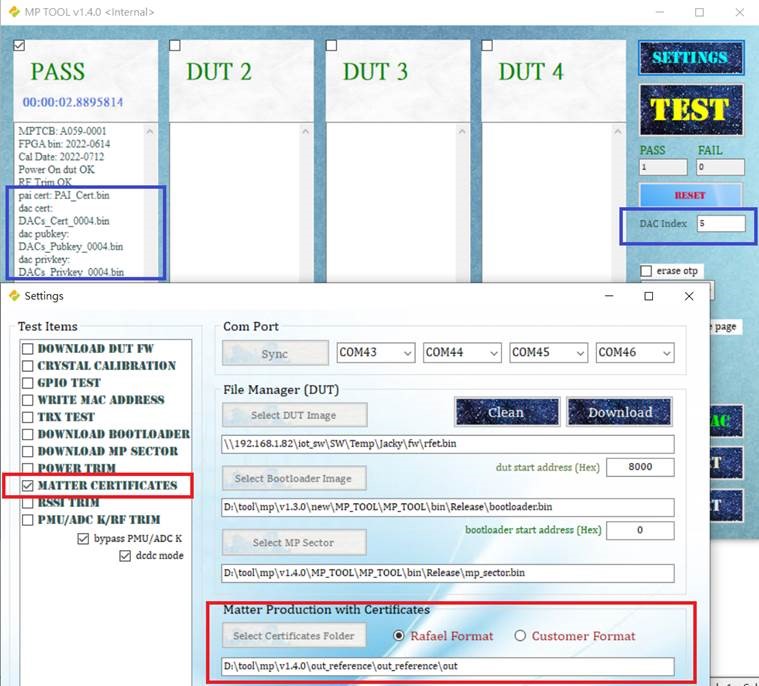 MP TOOL v1.4.0 <Internal>
PASS
00:00:02.8895814
DUT 2
DUT 3
DUT 4
SETTINGS
TEST
PASS
FAIL
1
0
RESET
DAC Index
5
erase otp
page
MPTCB: A059-0001
FPGA bin: 2022-0614
Cal Date: 2022-0712
Power On dut OK
RF Trim OK
pai cert: PAI_Cert.bin
dac cert:
DACs_Cert_0004.bin
dac pubkey:
DACs_Pubkey_0004.bin
dac privkey:
DACs_Privkey_0004.bin
Settings
Test Items
DOWNLOAD DUT FW
CRYSTAL CALIBRATION
GPIO TEST
WRITE MAC ADDRESS
TRX TEST
DOWNLOAD BOOTLOADER
DOWNLOAD MP SECTOR
POWER TRIM
MATTER CERTIFICATES
RSSI TRIM
PMU/ADC K/RF TRIM
bypass PMU/ADC K
dcdc mode
Com Port
Sync
COM43
COM44
COM45
COM46
File Manager (DUT)
Select DUT Image
Clean
Download
\\192.168.1.82\iot_sw\SW\Temp\Jacky\fw\rfet.bin
Select Bootloader Image
dut start address (Hex)
8000
D:\tool\mp\v1.3.0\new\MP_TOOL\MP_TOOL\bin\Release\bootloader.bin
Select MP Sector
bootloader start address (Hex)
0
D:\tool\mp\v1.4.0\MP_TOOL\MP_TOOL\bin\Release\mp_sector.bin
Matter Production with Certificates
Select Certificates Folder
Rafael Format
Customer Format
D:\tool\mp\v1.4.0\out_reference\out_reference\out